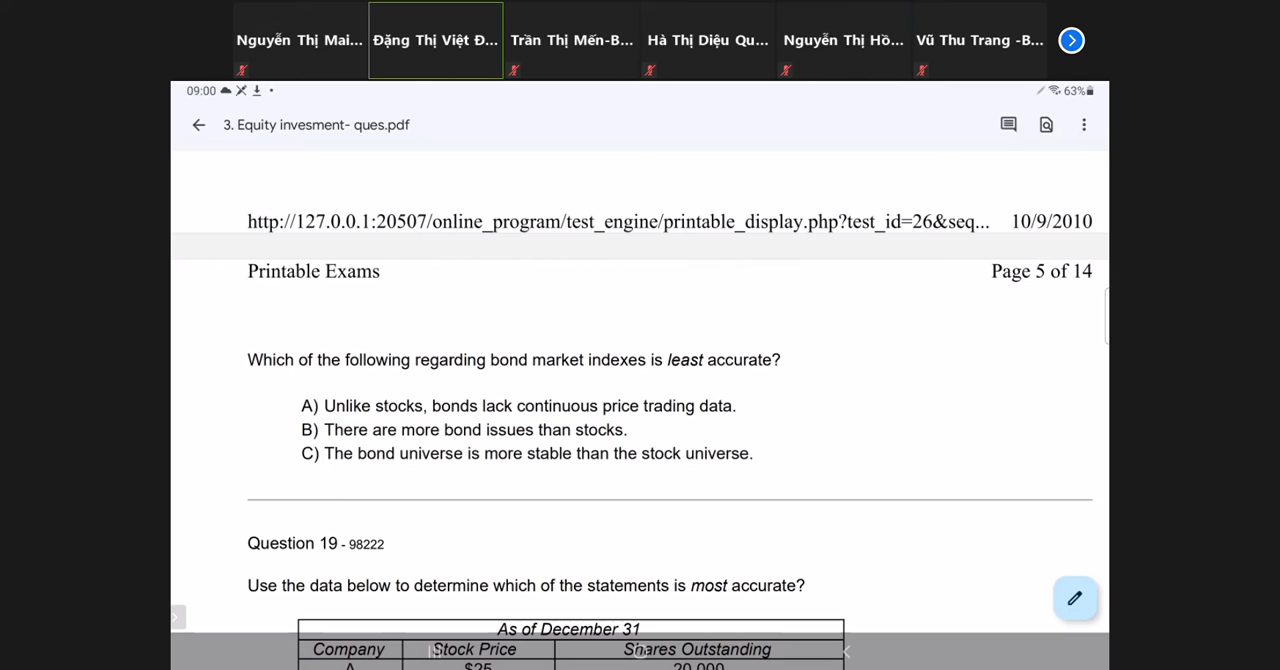 Nguyễn Thị Mai... Đặng Thị Việt Đ... Trần Thị Mến-B... Hà Thị Diệu Qu... Nguyễn Thị Hồ... Vũ Thu Trang -B...
09:00 63%
3. Equity invesment- ques.pdf
http://127.0.0.1:20507/online_program/test_engine/printable_display.php?test_id=26&seq... 10/9/2010
Printable Exams Page 5 of 14
Which of the following regarding bond market indexes is least accurate?
A) Unlike stocks, bonds lack continuous price trading data.
B) There are more bond issues than stocks.
C) The bond universe is more stable than the stock universe.
Question 19 - 98222
Use the data below to determine which of the statements is most accurate?
As of December 31
Company Stock Price Shares Outstanding
A $25 20,000